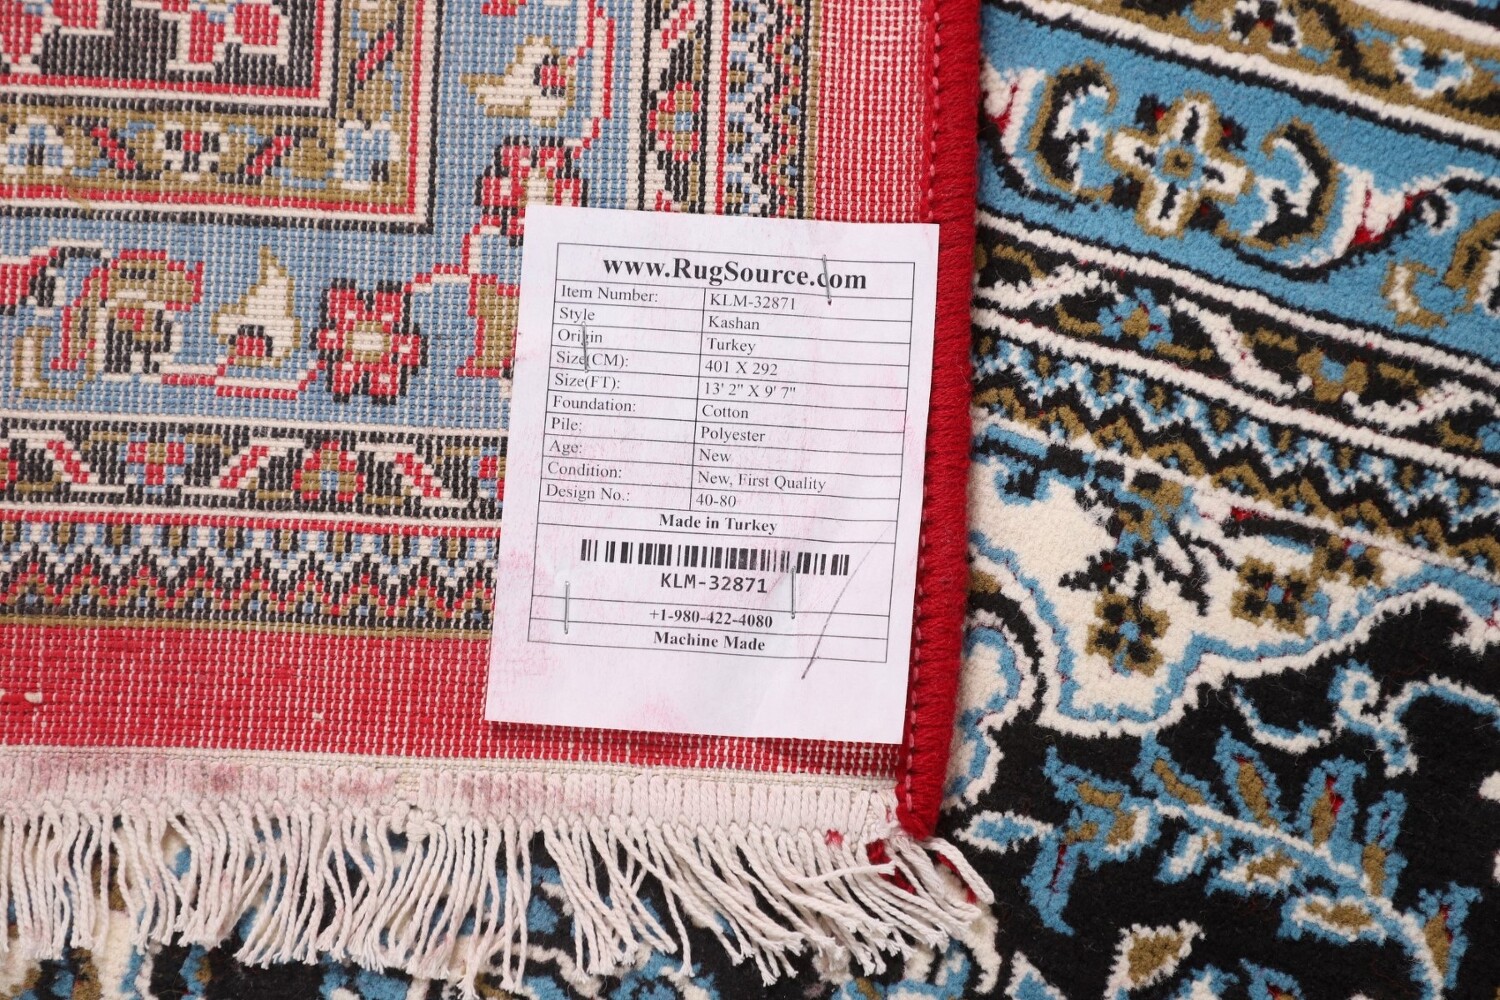 www.RugSource.com
Item Number: KLM-32871
Style Kashan
Origin Turkey
Size(CM): 401 X 292
Size(FT): 13' 2" X 9' 7"
Foundation: Cotton
Pile: Polyester
Age: New
Condition: New, First Quality
Design No.: 40-80
Made in Turkey
KLM-32871
+1-980-422-4080
Machine Made